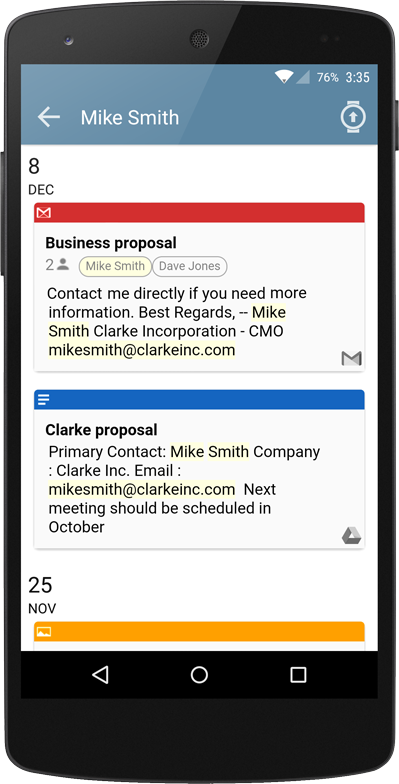 76% 3:35
Mike Smith
8
DEC
Business proposal
2 Mike Smith Dave Jones
Contact me directly if you need more
information. Best Regards, -- Mike
Smith Clarke Incorporation - CMO
mikesmith@clarkeinc.com
Clarke proposal
Primary Contact: Mike Smith Company
: Clarke Inc. Email :
mikesmith@clarkeinc.com Next
meeting should be scheduled in
October
25
NOV